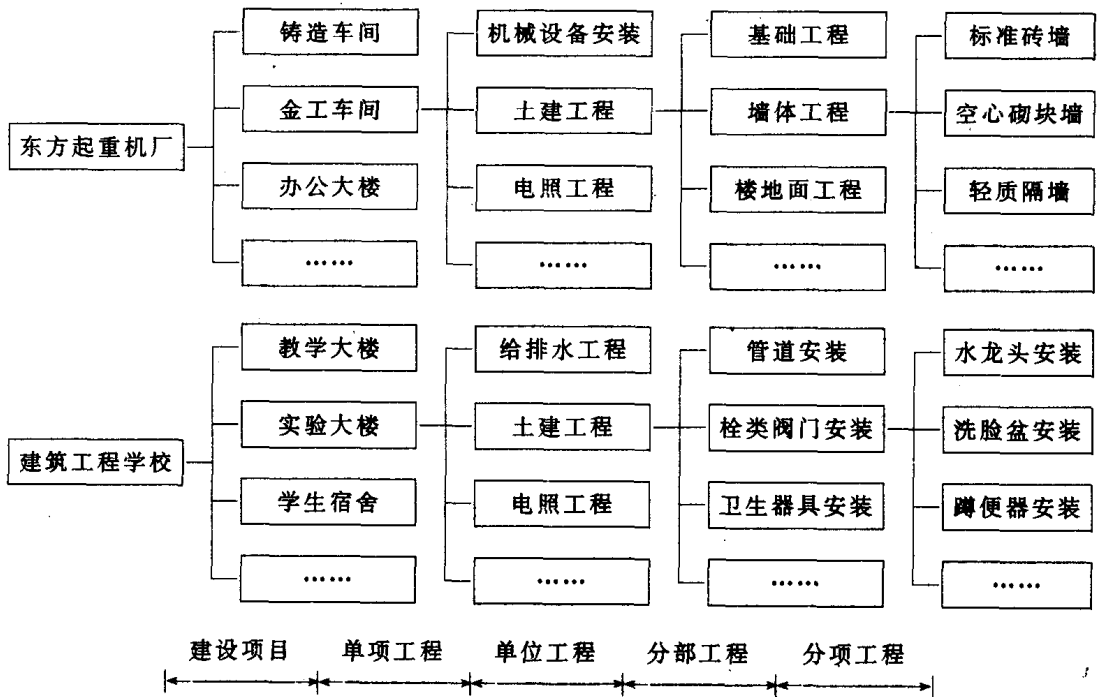 铸造车间 机械设备安装 基础工程 标准砖墙
金工车间 土建工程 墙体工程 空心砌块墙
东方起重机厂
办公大楼 电照工程 楼地面工程 轻质隔墙
…… …… …… ……
教学大楼 给排水工程 管道安装 水龙头安装
实验大楼 土建工程 栓类阀门安装 洗脸盆安装
建筑工程学校
学生宿舍 电照工程 卫生器具安装 蹲便器安装
…… …… …… ……
建设项目 单项工程 单位工程 分部工程 分项工程